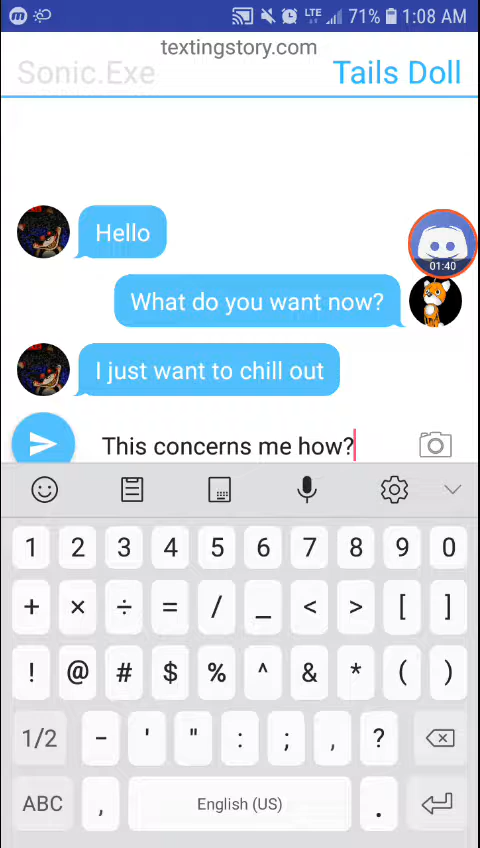 LTE 71% 1:08 AM
textingstory.com
Sonic.Exe Tails Doll
Hello
01:40
What do you want now?
I just want to chill out
This concerns me how?
1 2 3 4 5 6 7 8 9 0
+ × ÷ = / _ < > [ ]
! @ # $ % ^ & * ( )
1/2 - ' " : ; , ?
ABC , English (US) .